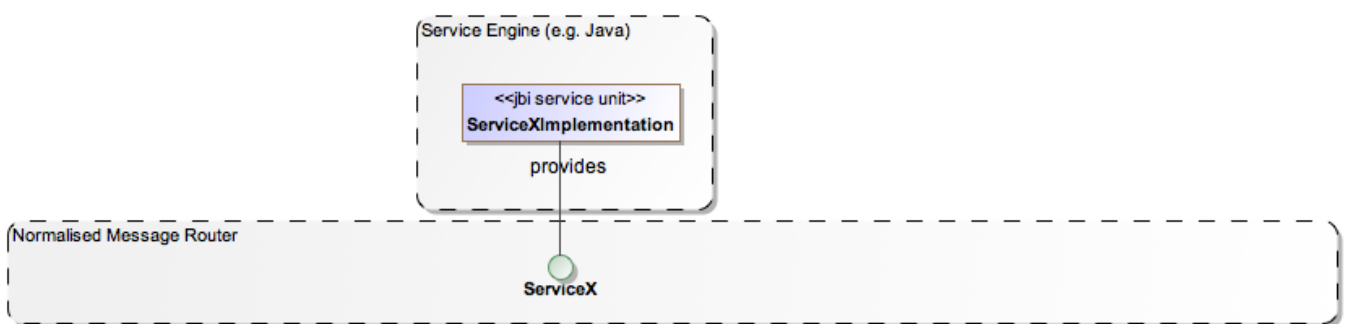 Service Engine (e.g. Java)
<<jbi service unit>>
ServiceXImplementation
provides
Normalised Message Router
ServiceX